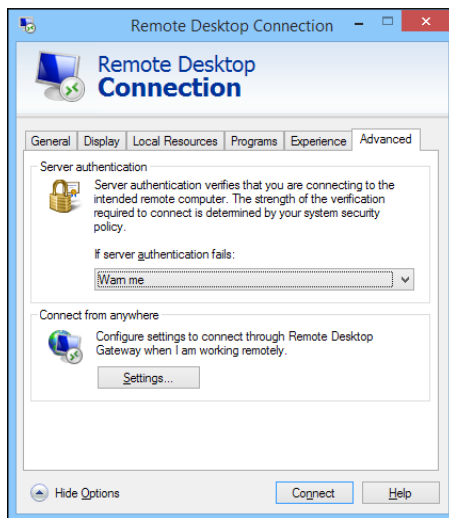 Remote Desktop Connection
Remote Desktop
Connection
General Display Local Resources Programs Experience Advanced
Server authentication
Server authentication verifies that you are connecting to the
intended remote computer. The strength of the verification
required to connect is determined by your system security
policy.
If server authentication fails:
Warn me
Connect from anywhere
Configure settings to connect through Remote Desktop
Gateway when I am working remotely.
Settings...
Hide Options Connect Help